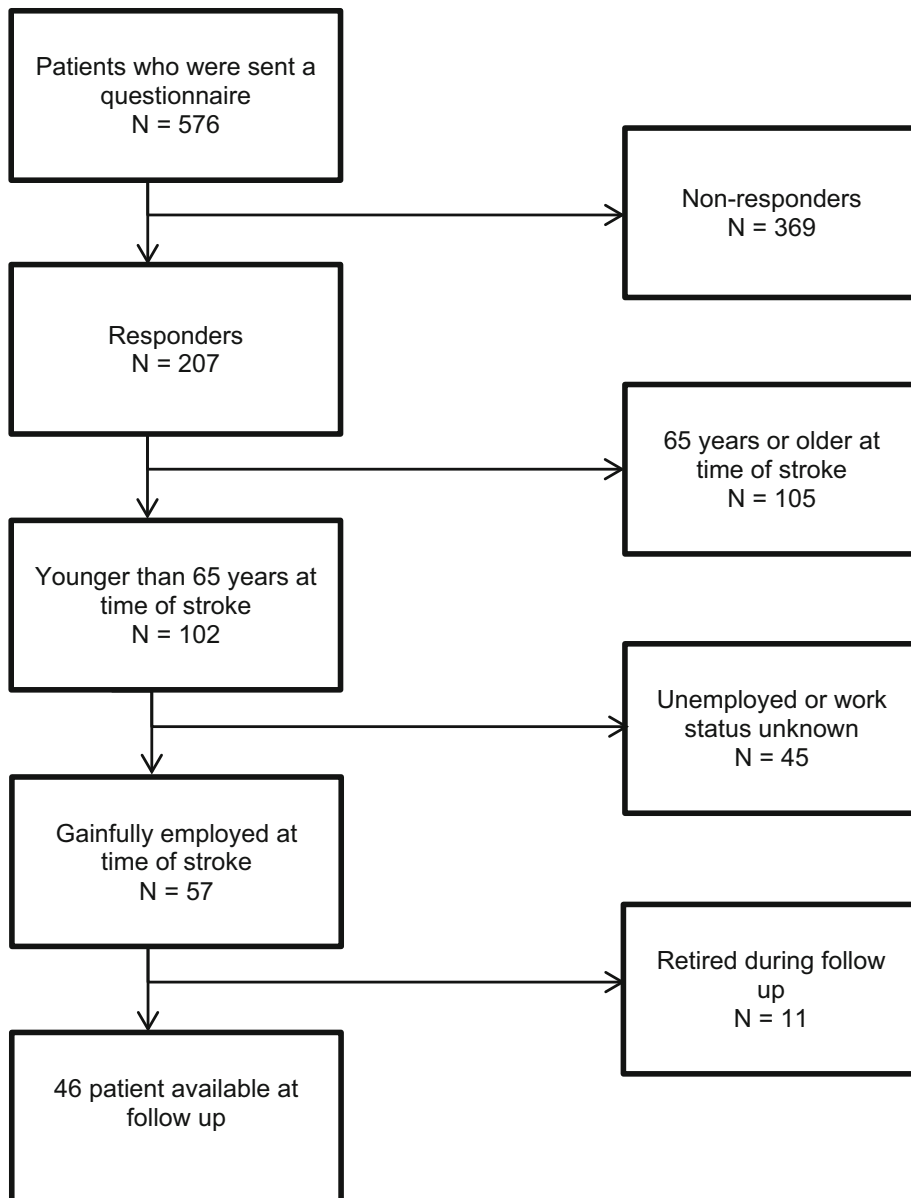 Patients who were sent a
questionnaire
N = 576
Non-responders
N = 369
Responders
N = 207
65 years or older at
time of stroke
N = 105
Younger than 65 years at
time of stroke
N = 102
Unemployed or work
status unknown
N = 45
Gainfully employed at
time of stroke
N = 57
Retired during follow
up
N = 11
46 patient available at
follow up